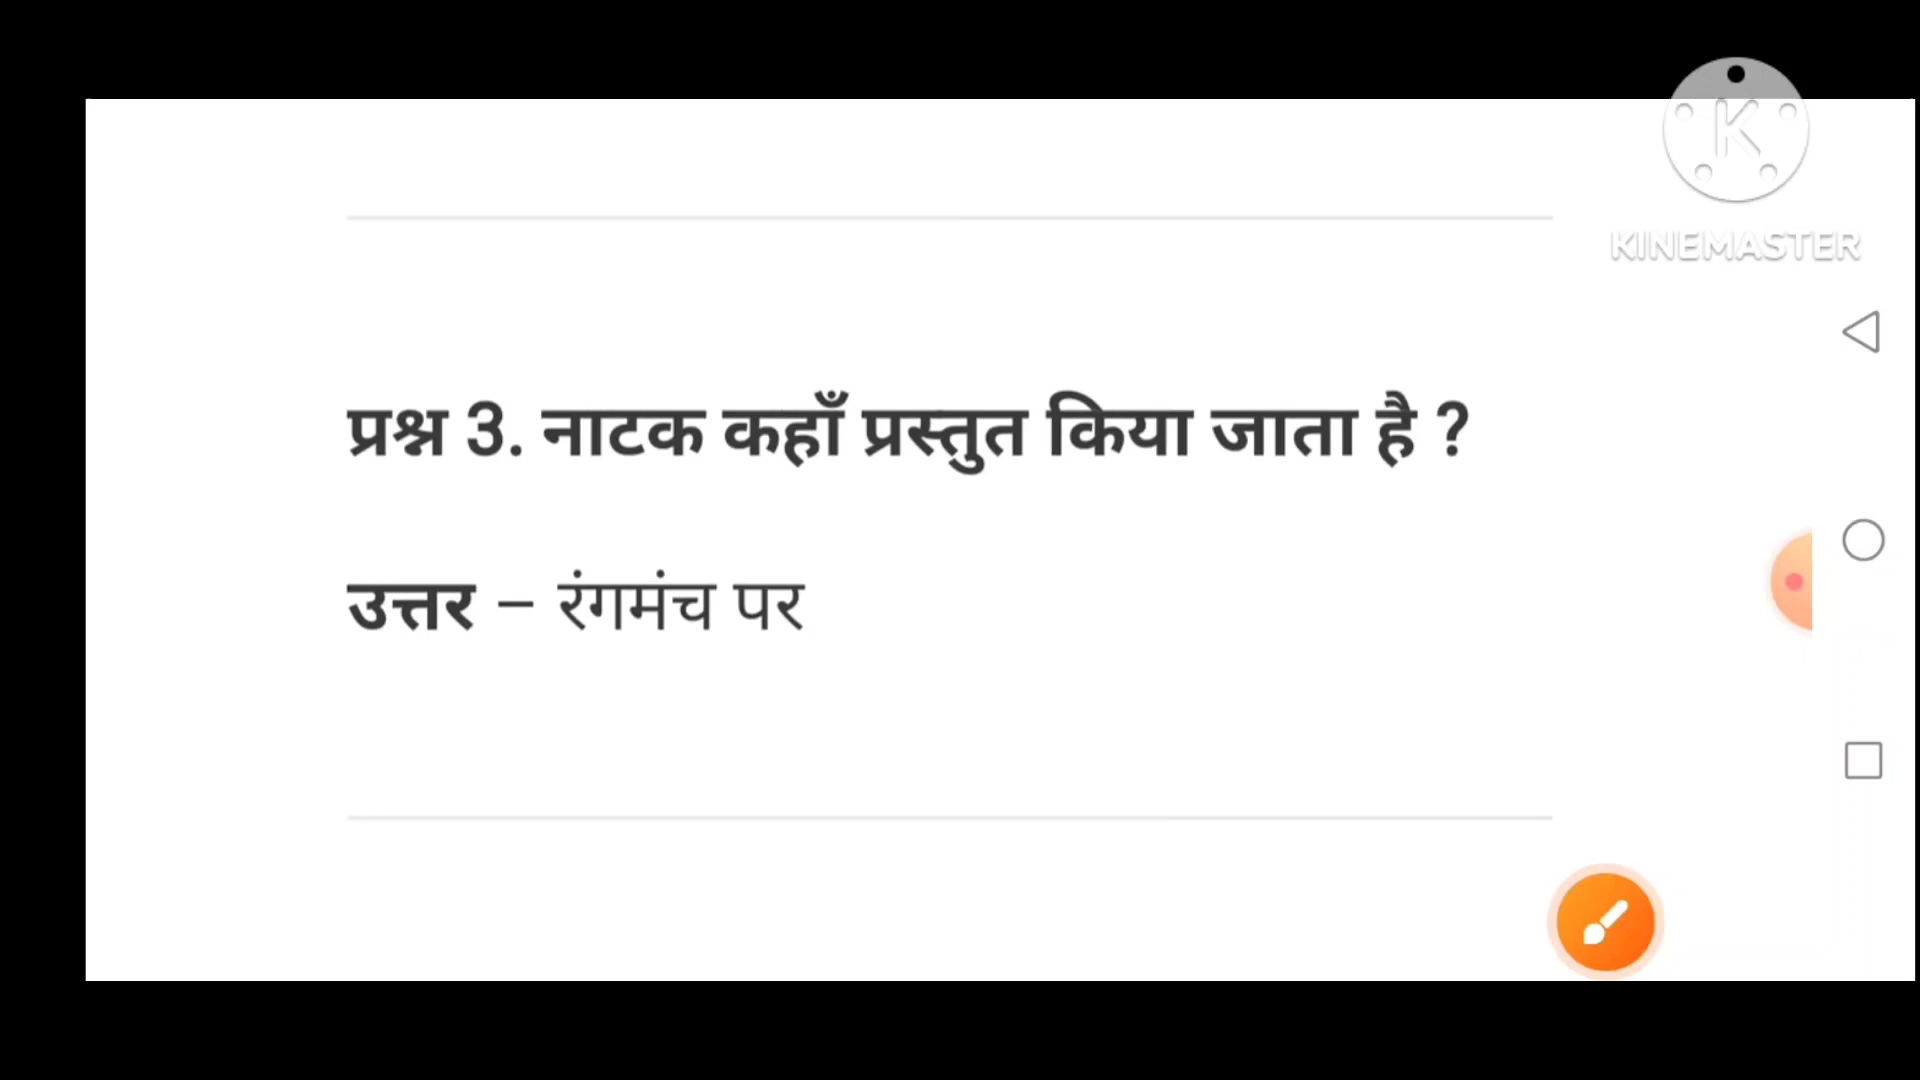 K
KINEMASTER
प्रश्न 3. नाटक कहाँ प्रस्तुत किया जाता है ?
उत्तर – रंगमंच पर